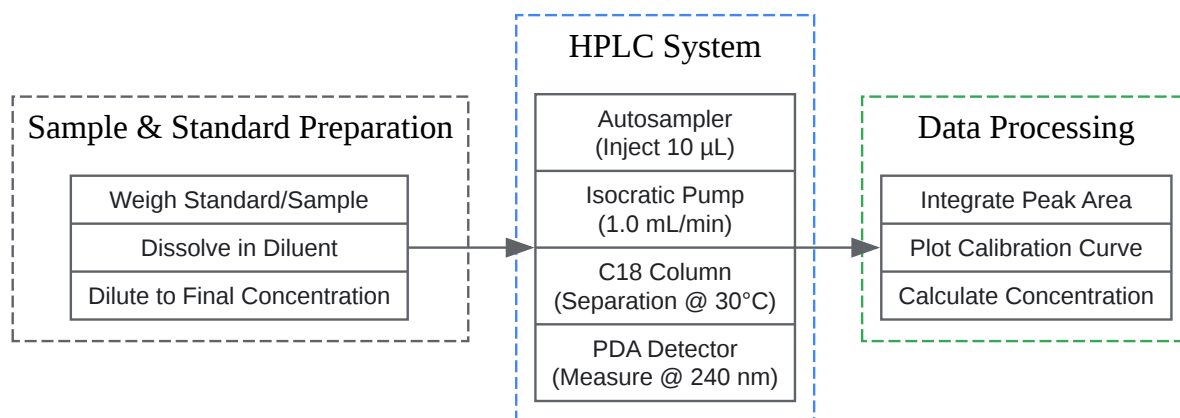 Sample & Standard Preparation
Weigh Standard/Sample
Dissolve in Diluent
Dilute to Final Concentration
HPLC System
Autosampler
(Inject 10 µL)
Isocratic Pump
(1.0 mL/min)
C18 Column
(Separation @ 30°C)
PDA Detector
(Measure @ 240 nm)
Data Processing
Integrate Peak Area
Plot Calibration Curve
Calculate Concentration